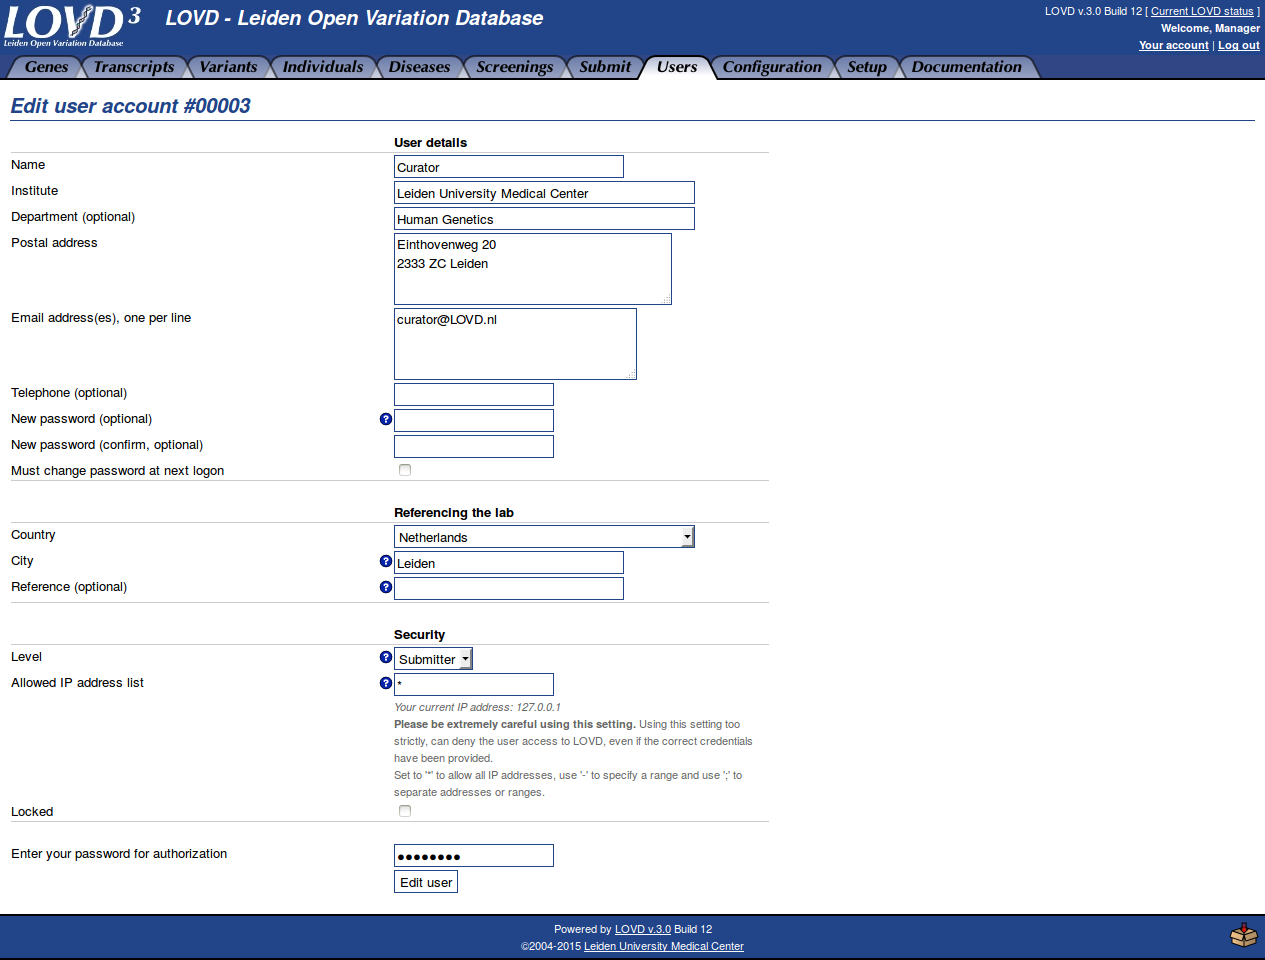 LOVD 3
Leiden Open Variation Database
LOVD - Leiden Open Variation Database
LOVD v.3.0 Build 12 [ Current LOVD status ]
Welcome, Manager
Your account | Log out
Genes Transcripts Variants Individuals Diseases Screenings Submit Users Configuration Setup Documentation
Edit user account #00003
User details
Name Curator
Institute Leiden University Medical Center
Department (optional) Human Genetics
Postal address Einthovenweg 20
2333 ZC Leiden
Email address(es), one per line curator@LOVD.nl
Telephone (optional)
New password (optional) ?
New password (confirm, optional)
Must change password at next logon
Referencing the lab
Country Netherlands
City ? Leiden
Reference (optional) ?
Security
Level ? Submitter
Allowed IP address list ? *
Your current IP address: 127.0.0.1
Please be extremely careful using this setting. Using this setting too
strictly, can deny the user access to LOVD, even if the correct credentials
have been provided.
Set to '*' to allow all IP addresses, use '-' to specify a range and use ';' to
separate addresses or ranges.
Locked
Enter your password for authorization ●●●●●●●●
Edit user
Powered by LOVD v.3.0 Build 12
©2004-2015 Leiden University Medical Center